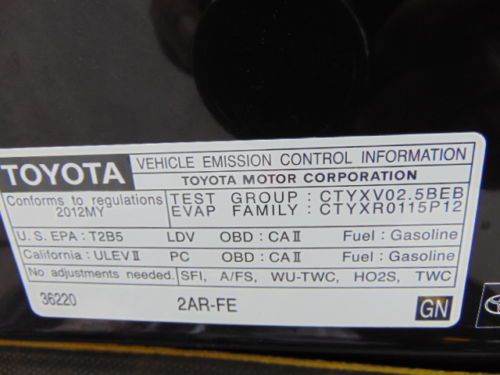 TOYOTA VEHICLE EMISSION CONTROL INFORMATION
TOYOTA MOTOR CORPORATION
Conforms to regulations
2012MY
TEST GROUP : CTYXV02.5BEB
EVAP FAMILY : CTYXR0115P12
U.S. EPA : T2B5 LDV OBD : CA II Fuel : Gasoline
California : ULEV II PC OBD : CA II Fuel : Gasoline
No adjustments needed. SFI, A/FS, WU-TWC, HO2S, TWC
36220 2AR-FE GN